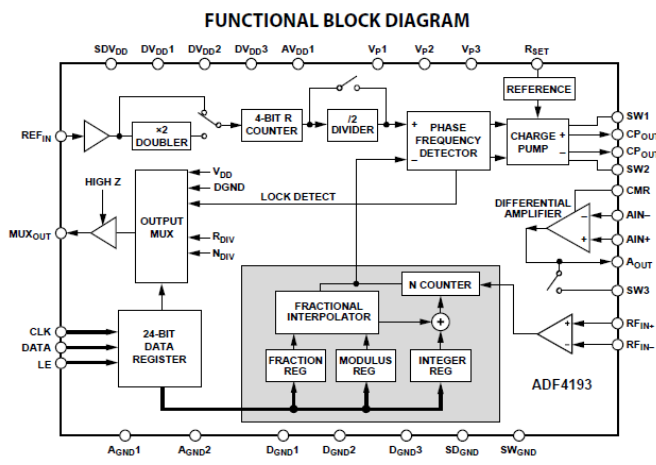 FUNCTIONAL BLOCK DIAGRAM
SDVDD DVDD1 DVDD2 DVDD3 AVDD1 VP1 VP2 VP3 RSET
REFERENCE
REFIN
×2
DOUBLER
4-BIT R
COUNTER
/2
DIVIDER
+
−
PHASE
FREQUENCY
DETECTOR
CHARGE
PUMP
+
−
SW1
CPOUT
CPOUT
SW2
HIGH Z
MUXOUT
OUTPUT
MUX
VDD
DGND
LOCK DETECT
RDIV
NDIV
DIFFERENTIAL
AMPLIFIER
−
+
CMR
AIN−
AIN+
AOUT
SW3
CLK
DATA
LE
24-BIT
DATA
REGISTER
FRACTIONAL
INTERPOLATOR
N COUNTER
+
FRACTION
REG
MODULUS
REG
INTEGER
REG
+
−
RFIN+
RFIN−
ADF4193
AGND1 AGND2 DGND1 DGND2 DGND3 SDGND SWGND